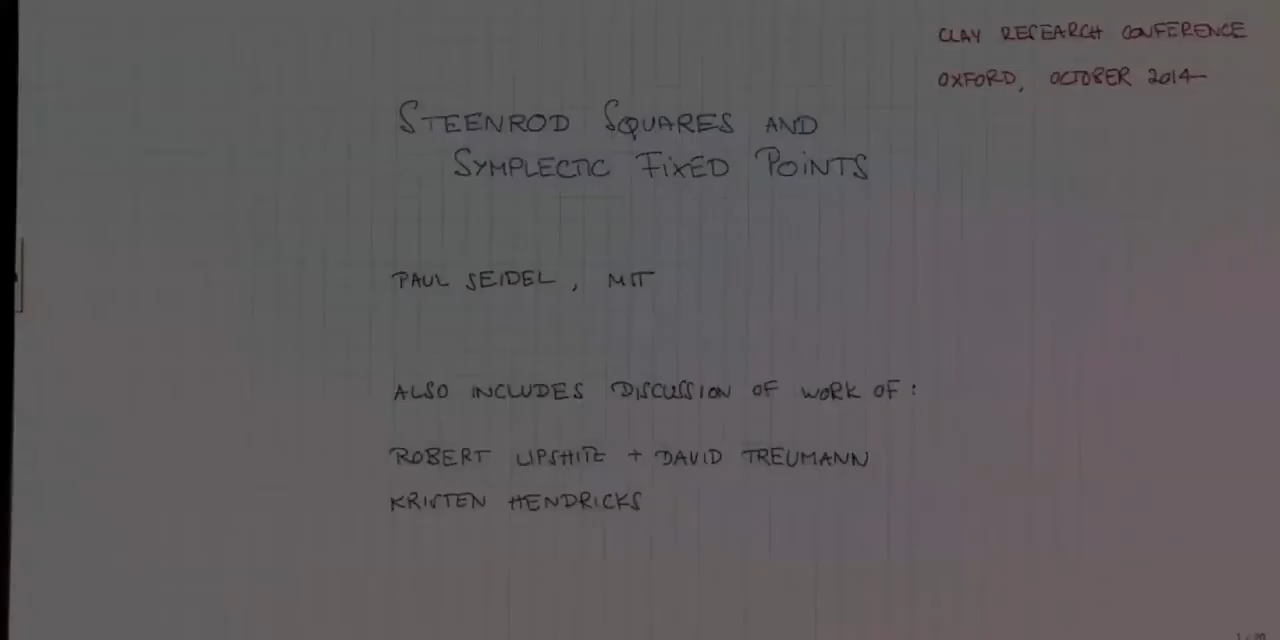 CLAY RESEARCH CONFERENCE
OXFORD, OCTOBER 2014
STEENROD SQUARES AND
SYMPLECTIC FIXED POINTS
PAUL SEIDEL, MIT
ALSO INCLUDES DISCUSSION OF WORK OF:
ROBERT LIPSHITZ + DAVID TREUMANN
KRISTEN HENDRICKS